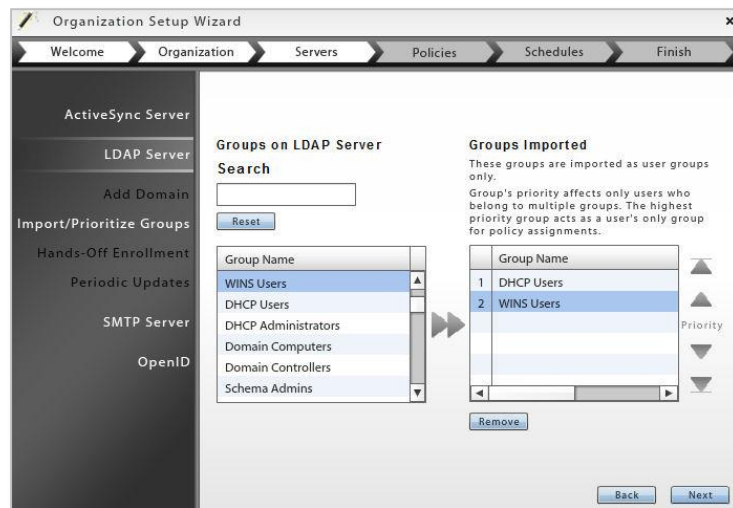 Organization Setup Wizard
×
Welcome
Organization
Servers
Policies
Schedules
Finish
ActiveSync Server
LDAP Server
Add Domain
Import/Prioritize Groups
Hands-Off Enrollment
Periodic Updates
SMTP Server
OpenID
Groups on LDAP Server
Search
Reset
Group Name
WINS Users
DHCP Users
DHCP Administrators
Domain Computers
Domain Controllers
Schema Admins
Groups Imported
These groups are imported as user groups
only.
Group's priority affects only users who
belong to multiple groups. The highest
priority group acts as a user's only group
for policy assignments.
Group Name
1 DHCP Users
2 WINS Users
Priority
Remove
Back
Next